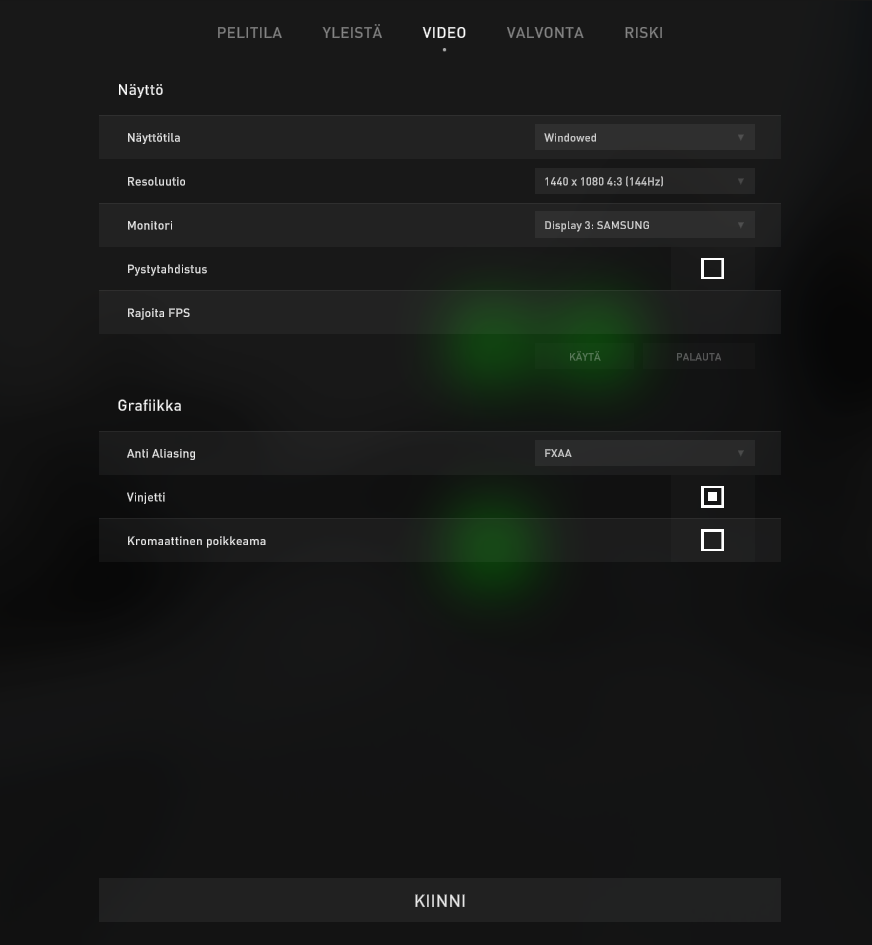 PELITILA YLEISTÄ VIDEO VALVONTA RISKI
Näyttö
Näyttötila Windowed
Resoluutio 1440 x 1080 4:3 (144Hz)
Monitori Display 3: SAMSUNG
Pystytahdistus
Rajoita FPS
KÄYTÄ PALAUTA
Grafiikka
Anti Aliasing FXAA
Vinjetti
Kromaattinen poikkeama
KIINNI